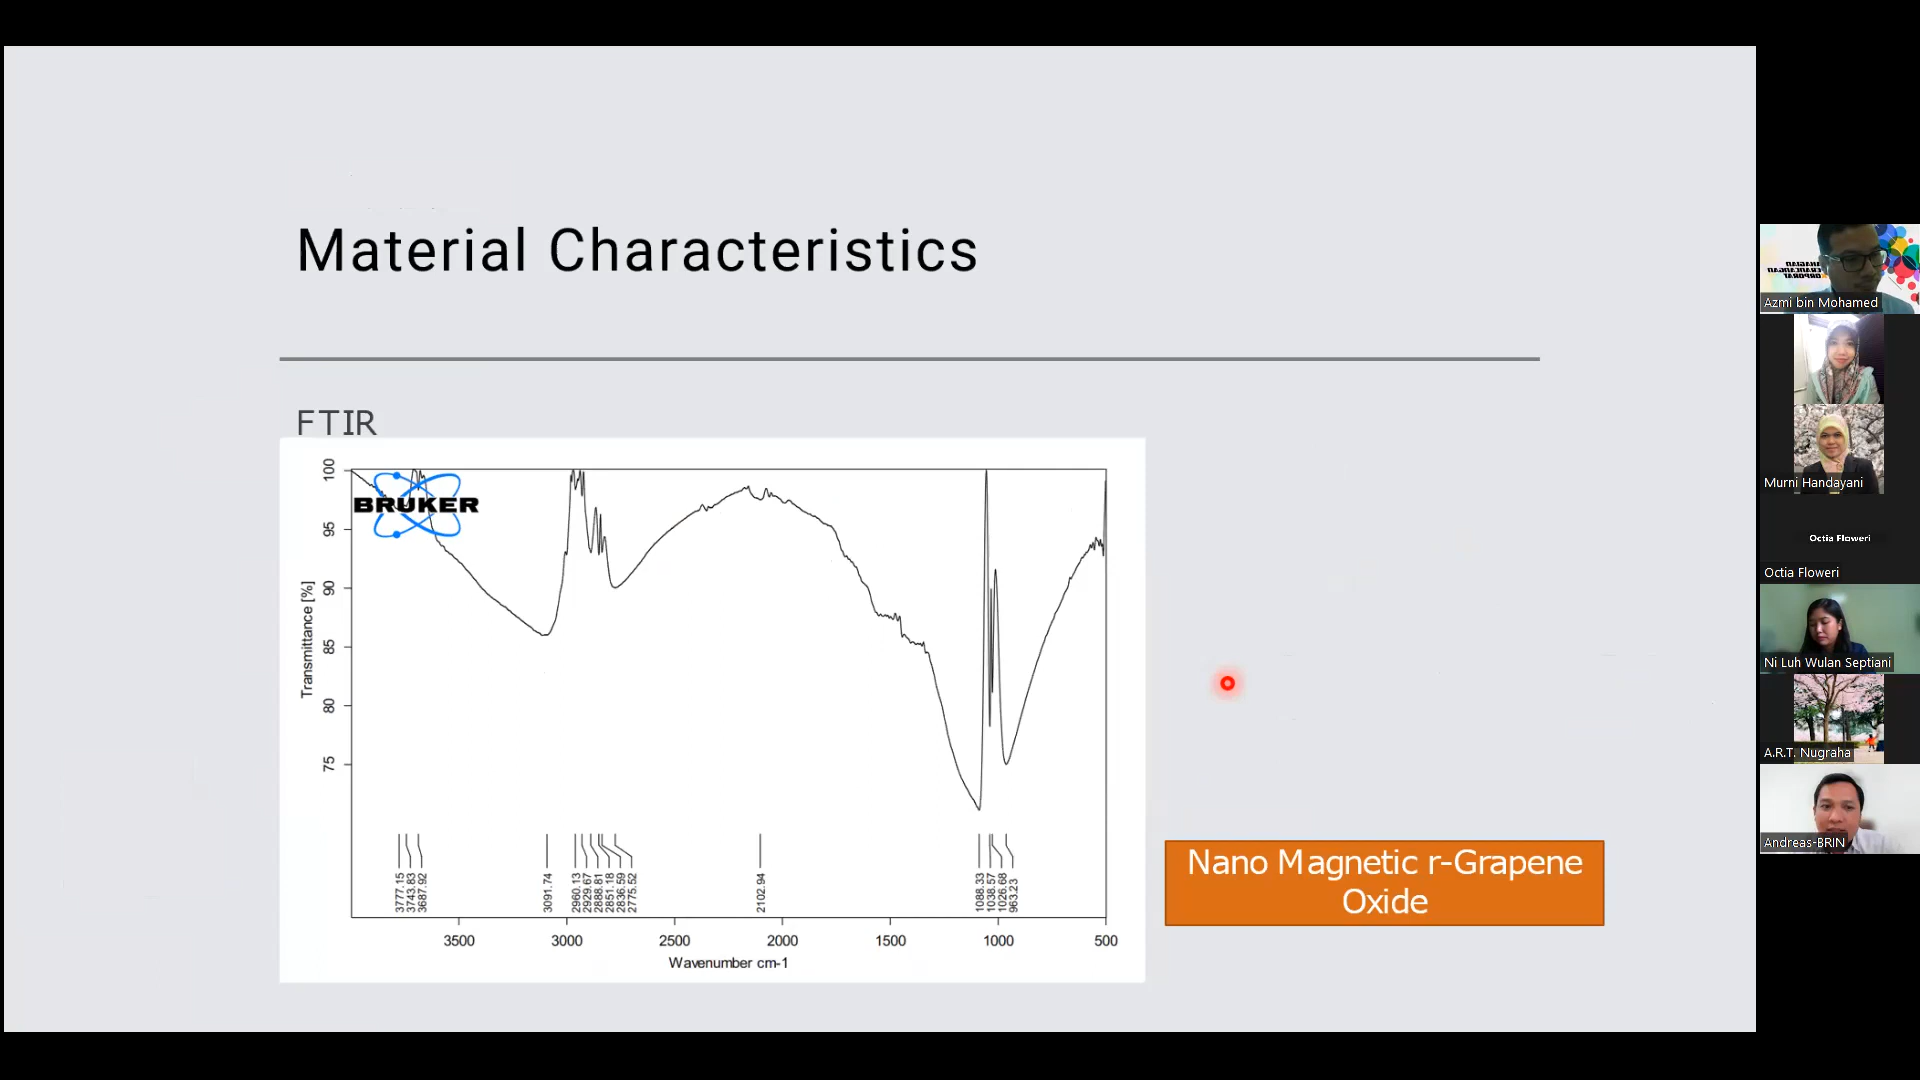 Material Characteristics
FTIR
BRUKER
Transmittance [%]
100
95
90
85
80
75
3777.15
3743.83
3687.92
3091.74
2960.13
2929.67
2888.81
2851.18
2836.59
2775.52
2102.94
1088.33
1038.57
1026.68
963.23
3500
3000
2500
2000
1500
1000
500
Wavenumber cm-1
Nano Magnetic r-Grapene
Oxide
Azmi bin Mohamed
Murni Handayani
Octia Floweri
Octia Floweri
Ni Luh Wulan Septiani
A.R.T. Nugraha
Andreas-BRIN